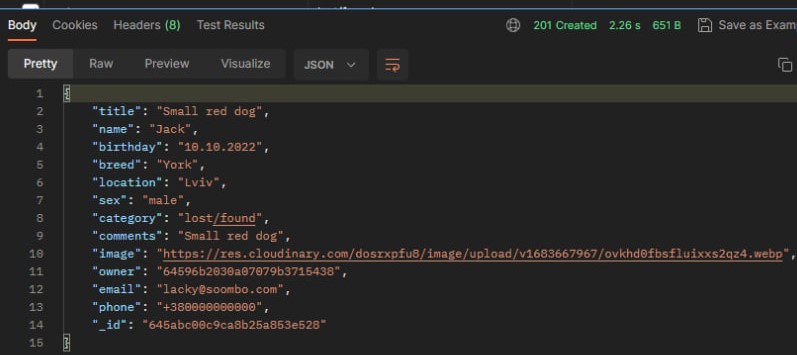 Body Cookies Headers (8) Test Results 201 Created 2.26 s 651 B Save as Exam
Pretty Raw Preview Visualize JSON
1 {
2 "title": "Small red dog",
3 "name": "Jack",
4 "birthday": "10.10.2022",
5 "breed": "York",
6 "location": "Lviv",
7 "sex": "male",
8 "category": "lost/found",
9 "comments": "Small red dog",
10 "image": "https://res.cloudinary.com/dosrxpfu8/image/upload/v1683667967/ovkhd0fbsfluixxs2qz4.webp",
11 "owner": "64596b2030a07079b3715438",
12 "email": "lacky@soombo.com",
13 "phone": "+380000000000",
14 "_id": "645abc00c9ca8b25a853e528"
15 }